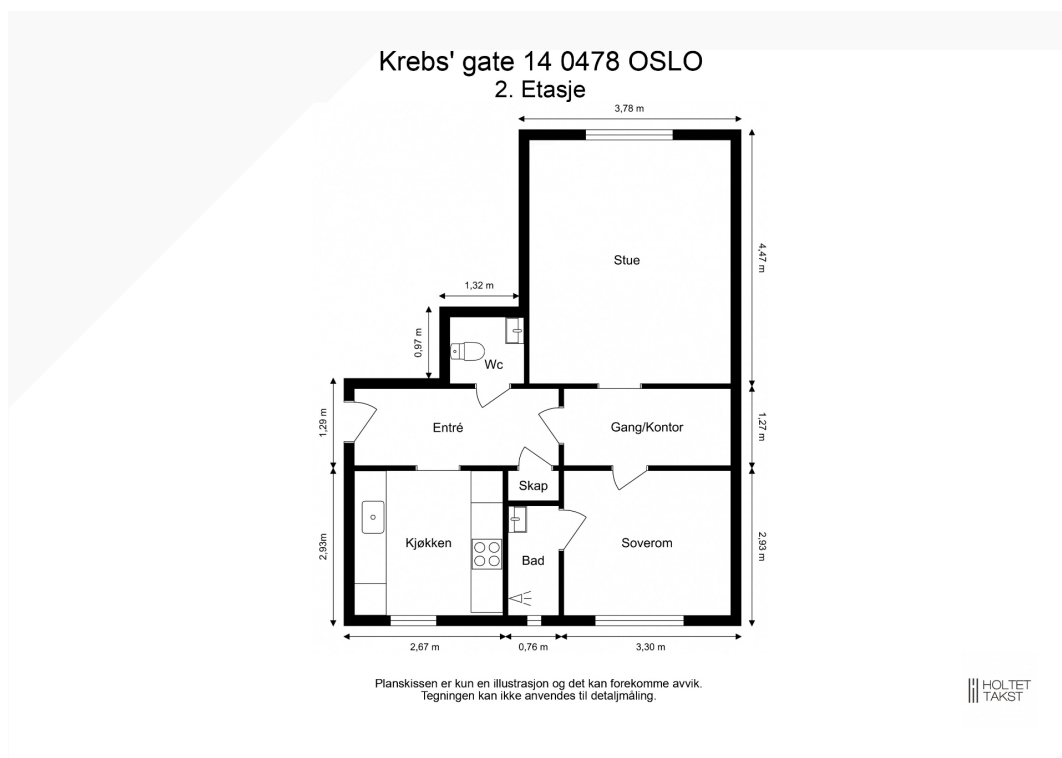 Krebs' gate 14 0478 OSLO
2. Etasje
3,78 m
Stue
4,47 m
1,32 m
0,97 m
Wc
1,29 m
Entré
Gang/Kontor
1,27 m
Skap
2,93m
Kjøkken
Bad
Soverom
2,93 m
2,67 m
0,76 m
3,30 m
Planskissen er kun en illustrasjon og det kan forekomme avvik.
Tegningen kan ikke anvendes til detaljmåling.
HOLTET
TAKST